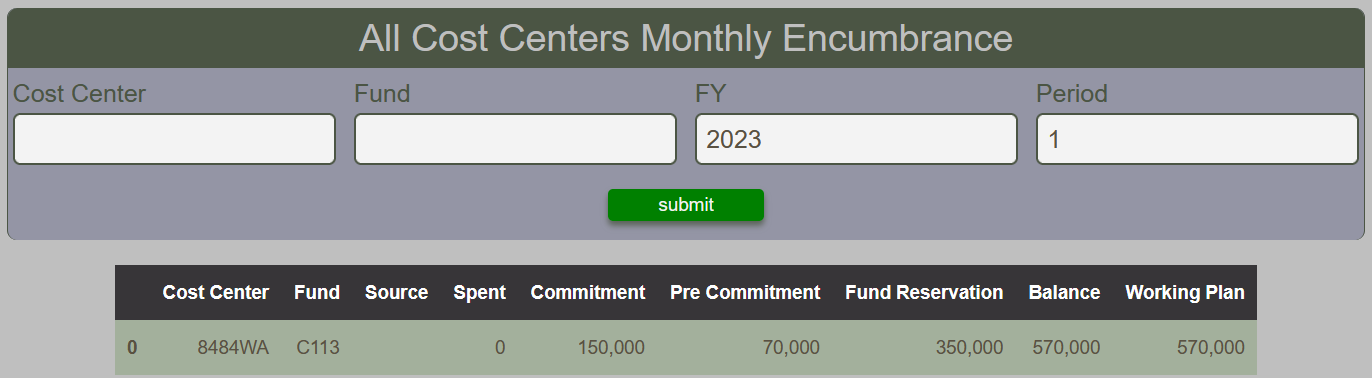 All Cost Centers Monthly Encumbrance
Cost Center Fund FY Period
2023 1
submit
Cost Center Fund Source Spent Commitment Pre Commitment Fund Reservation Balance Working Plan
0 8484WA C113 0 150,000 70,000 350,000 570,000 570,000